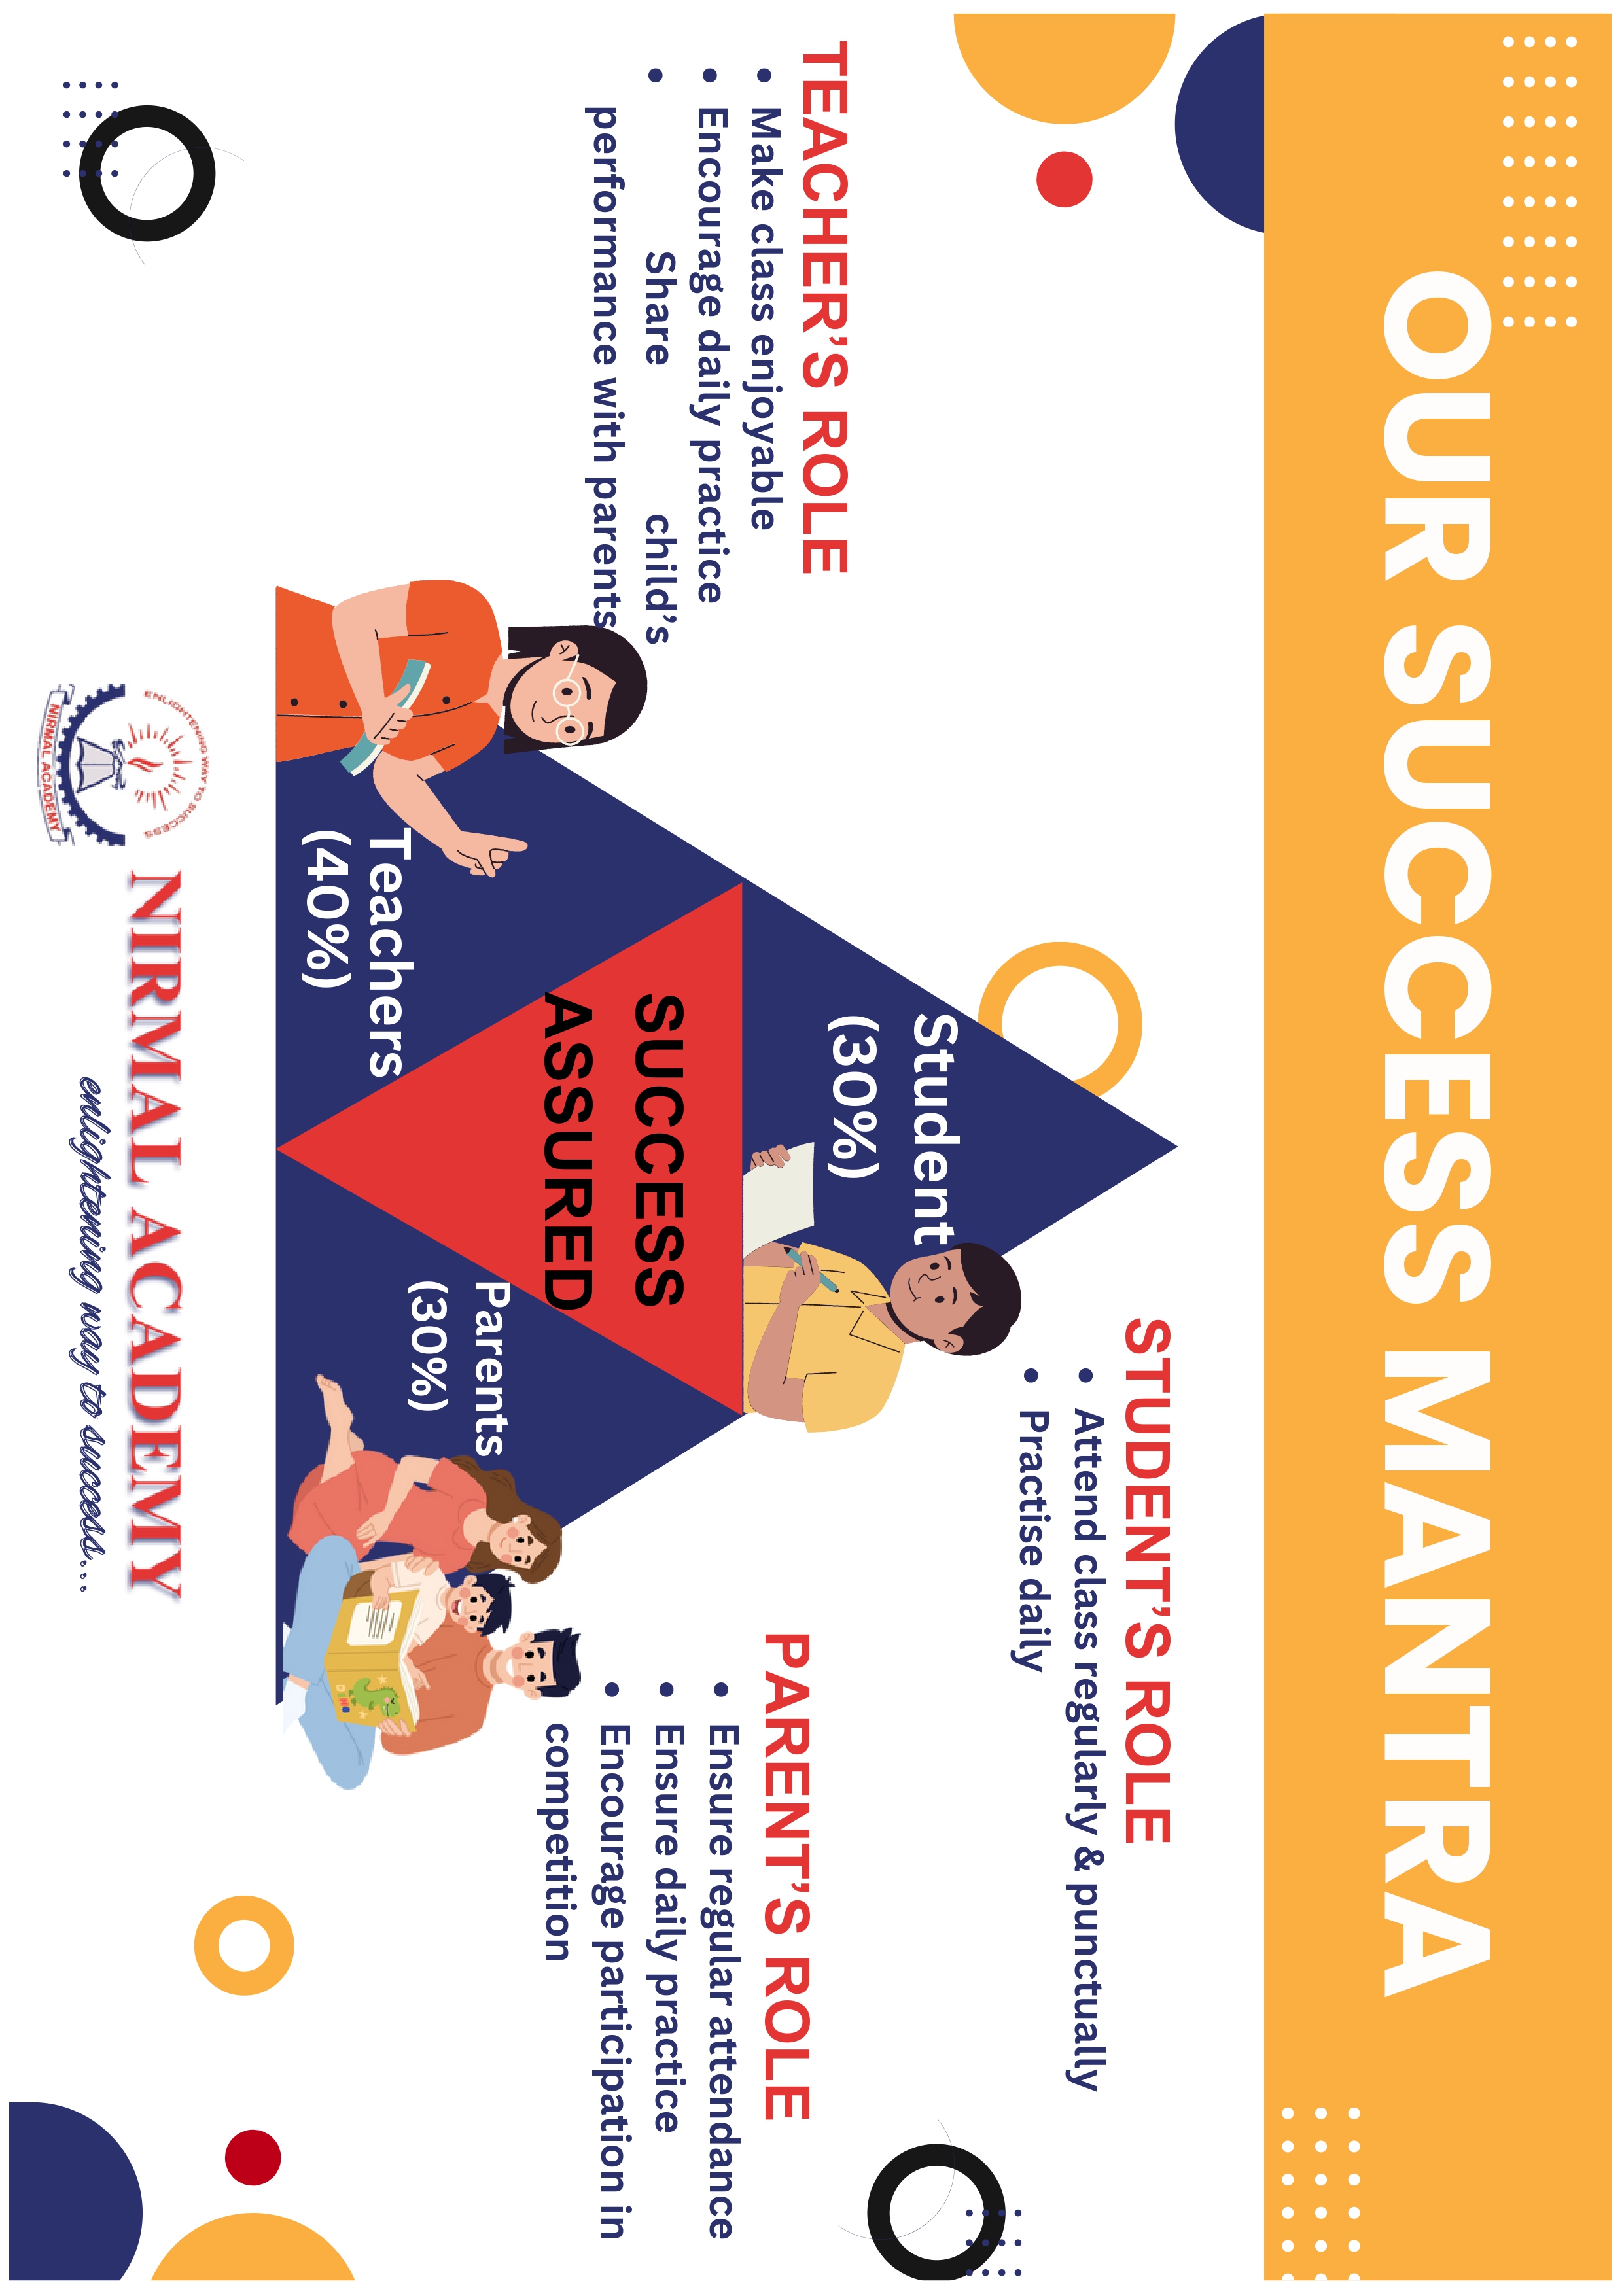 OUR SUCCESS MANTRA
STUDENT'S ROLE
• Attend class regularly & punctually
• Practise daily
TEACHER'S ROLE
• Make class enjoyable
• Encourage daily practice
• Share child's
performance with parents
PARENT'S ROLE
• Ensure regular attendance
• Ensure daily practice
• Encourage participation in
competition
Student
(30%)
SUCCESS
ASSURED
Teachers
(40%)
Parents
(30%)
DINO
ENLIGHTENING WAY TO SUCCESS
NIRMAL ACADEMY
NIRMAL ACADEMY
enlightening way to success...